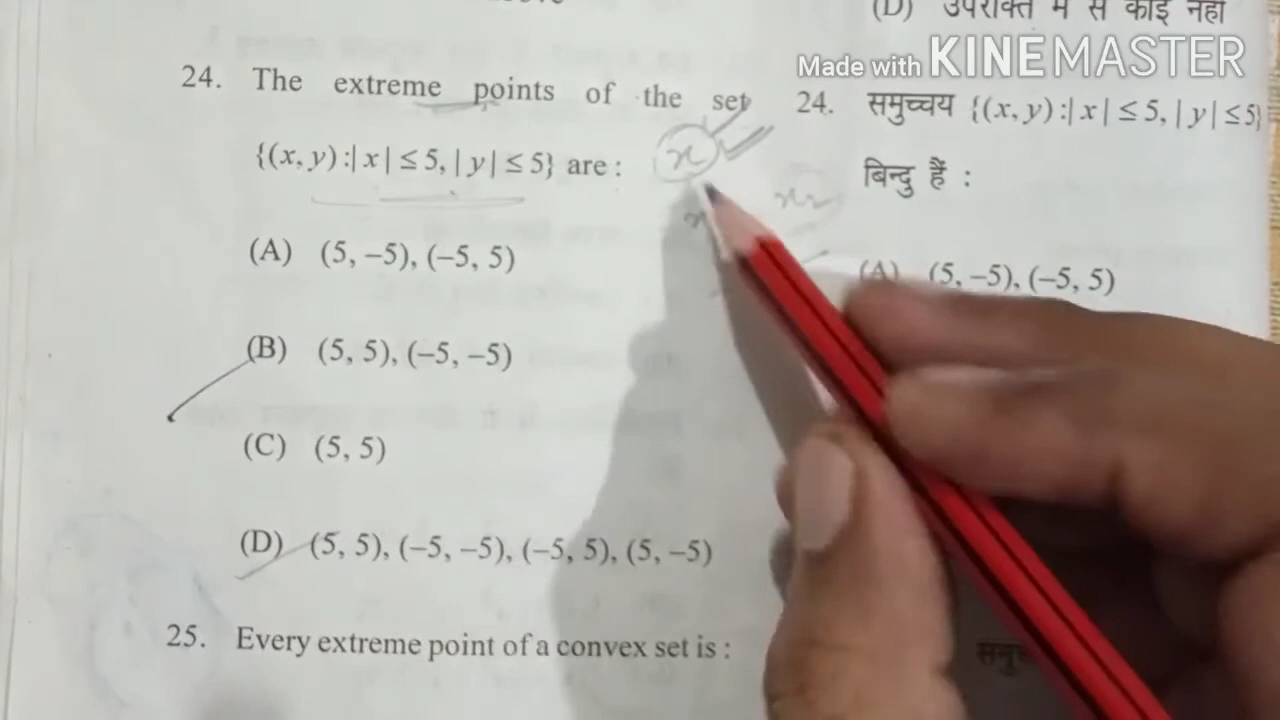 (D) उपरोक्त में से कोई नहीं
Made with KINEMASTER
24. The extreme points of the set
{(x, y) :| x | ≤ 5, | y | ≤ 5} are :
x
(A) (5, –5), (–5, 5)
(B) (5, 5), (–5, –5)
(C) (5, 5)
(D) (5, 5), (–5, –5), (–5, 5), (5, –5)
25. Every extreme point of a convex set is :
24. समुच्चय {(x, y) :| x | ≤ 5, | y | ≤ 5}
बिन्दु हैं :
(A) (5, –5), (–5, 5)